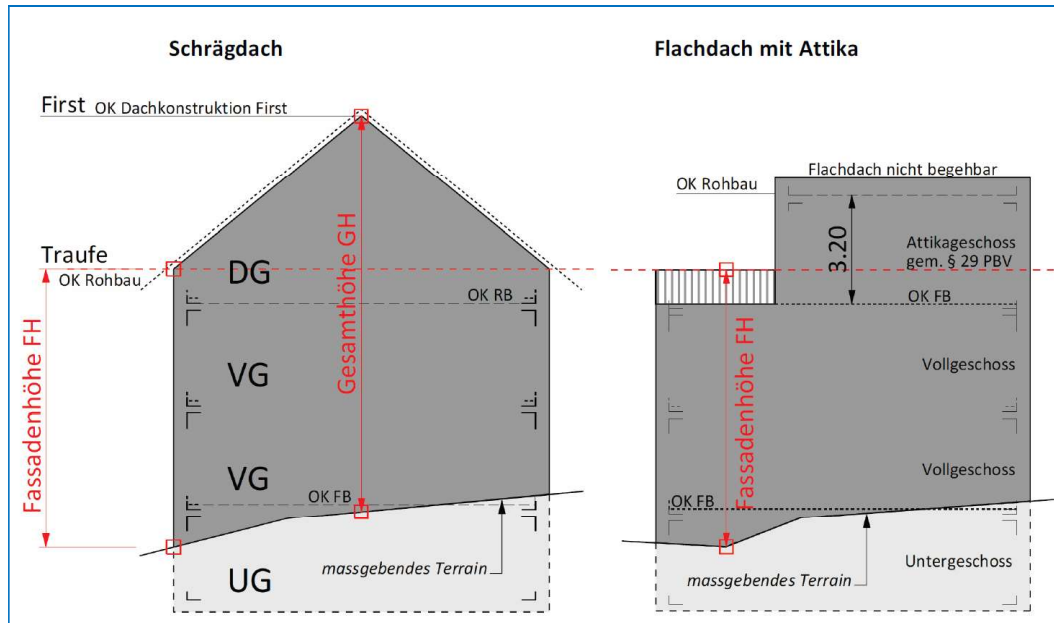 Schrägdach
First OK Dachkonstruktion First
Traufe
OK Rohbau
DG
OK RB
VG
VG
OK FB
UG
massgebendes Terrain
Fassadenhöhe FH
Gesamthöhe GH
Flachdach mit Attika
Flachdach nicht begehbar
OK Rohbau
3.20
Attikageschoss
gem. § 29 PBV
OK FB
Vollgeschoss
Fassadenhöhe FH
Vollgeschoss
OK FB
Untergeschoss
massgebendes Terrain